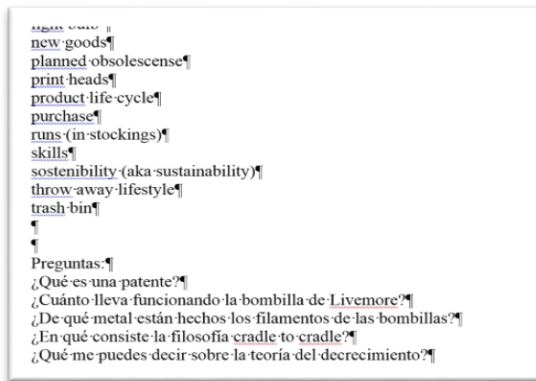 new goods¶
planned obsolescense¶
print heads¶
product life cycle¶
purchase¶
runs (in stockings)¶
skills¶
sostenibility (aka sustainability)¶
throw away lifestyle¶
trash bin¶
¶
¶
Preguntas:¶
¿Qué es una patente?¶
¿Cuánto lleva funcionando la bombilla de Livemore?¶
¿De qué metal están hechos los filamentos de las bombillas?¶
¿En qué consiste la filosofía cradle to cradle?¶
¿Qué me puedes decir sobre la teoría del decrecimiento?¶